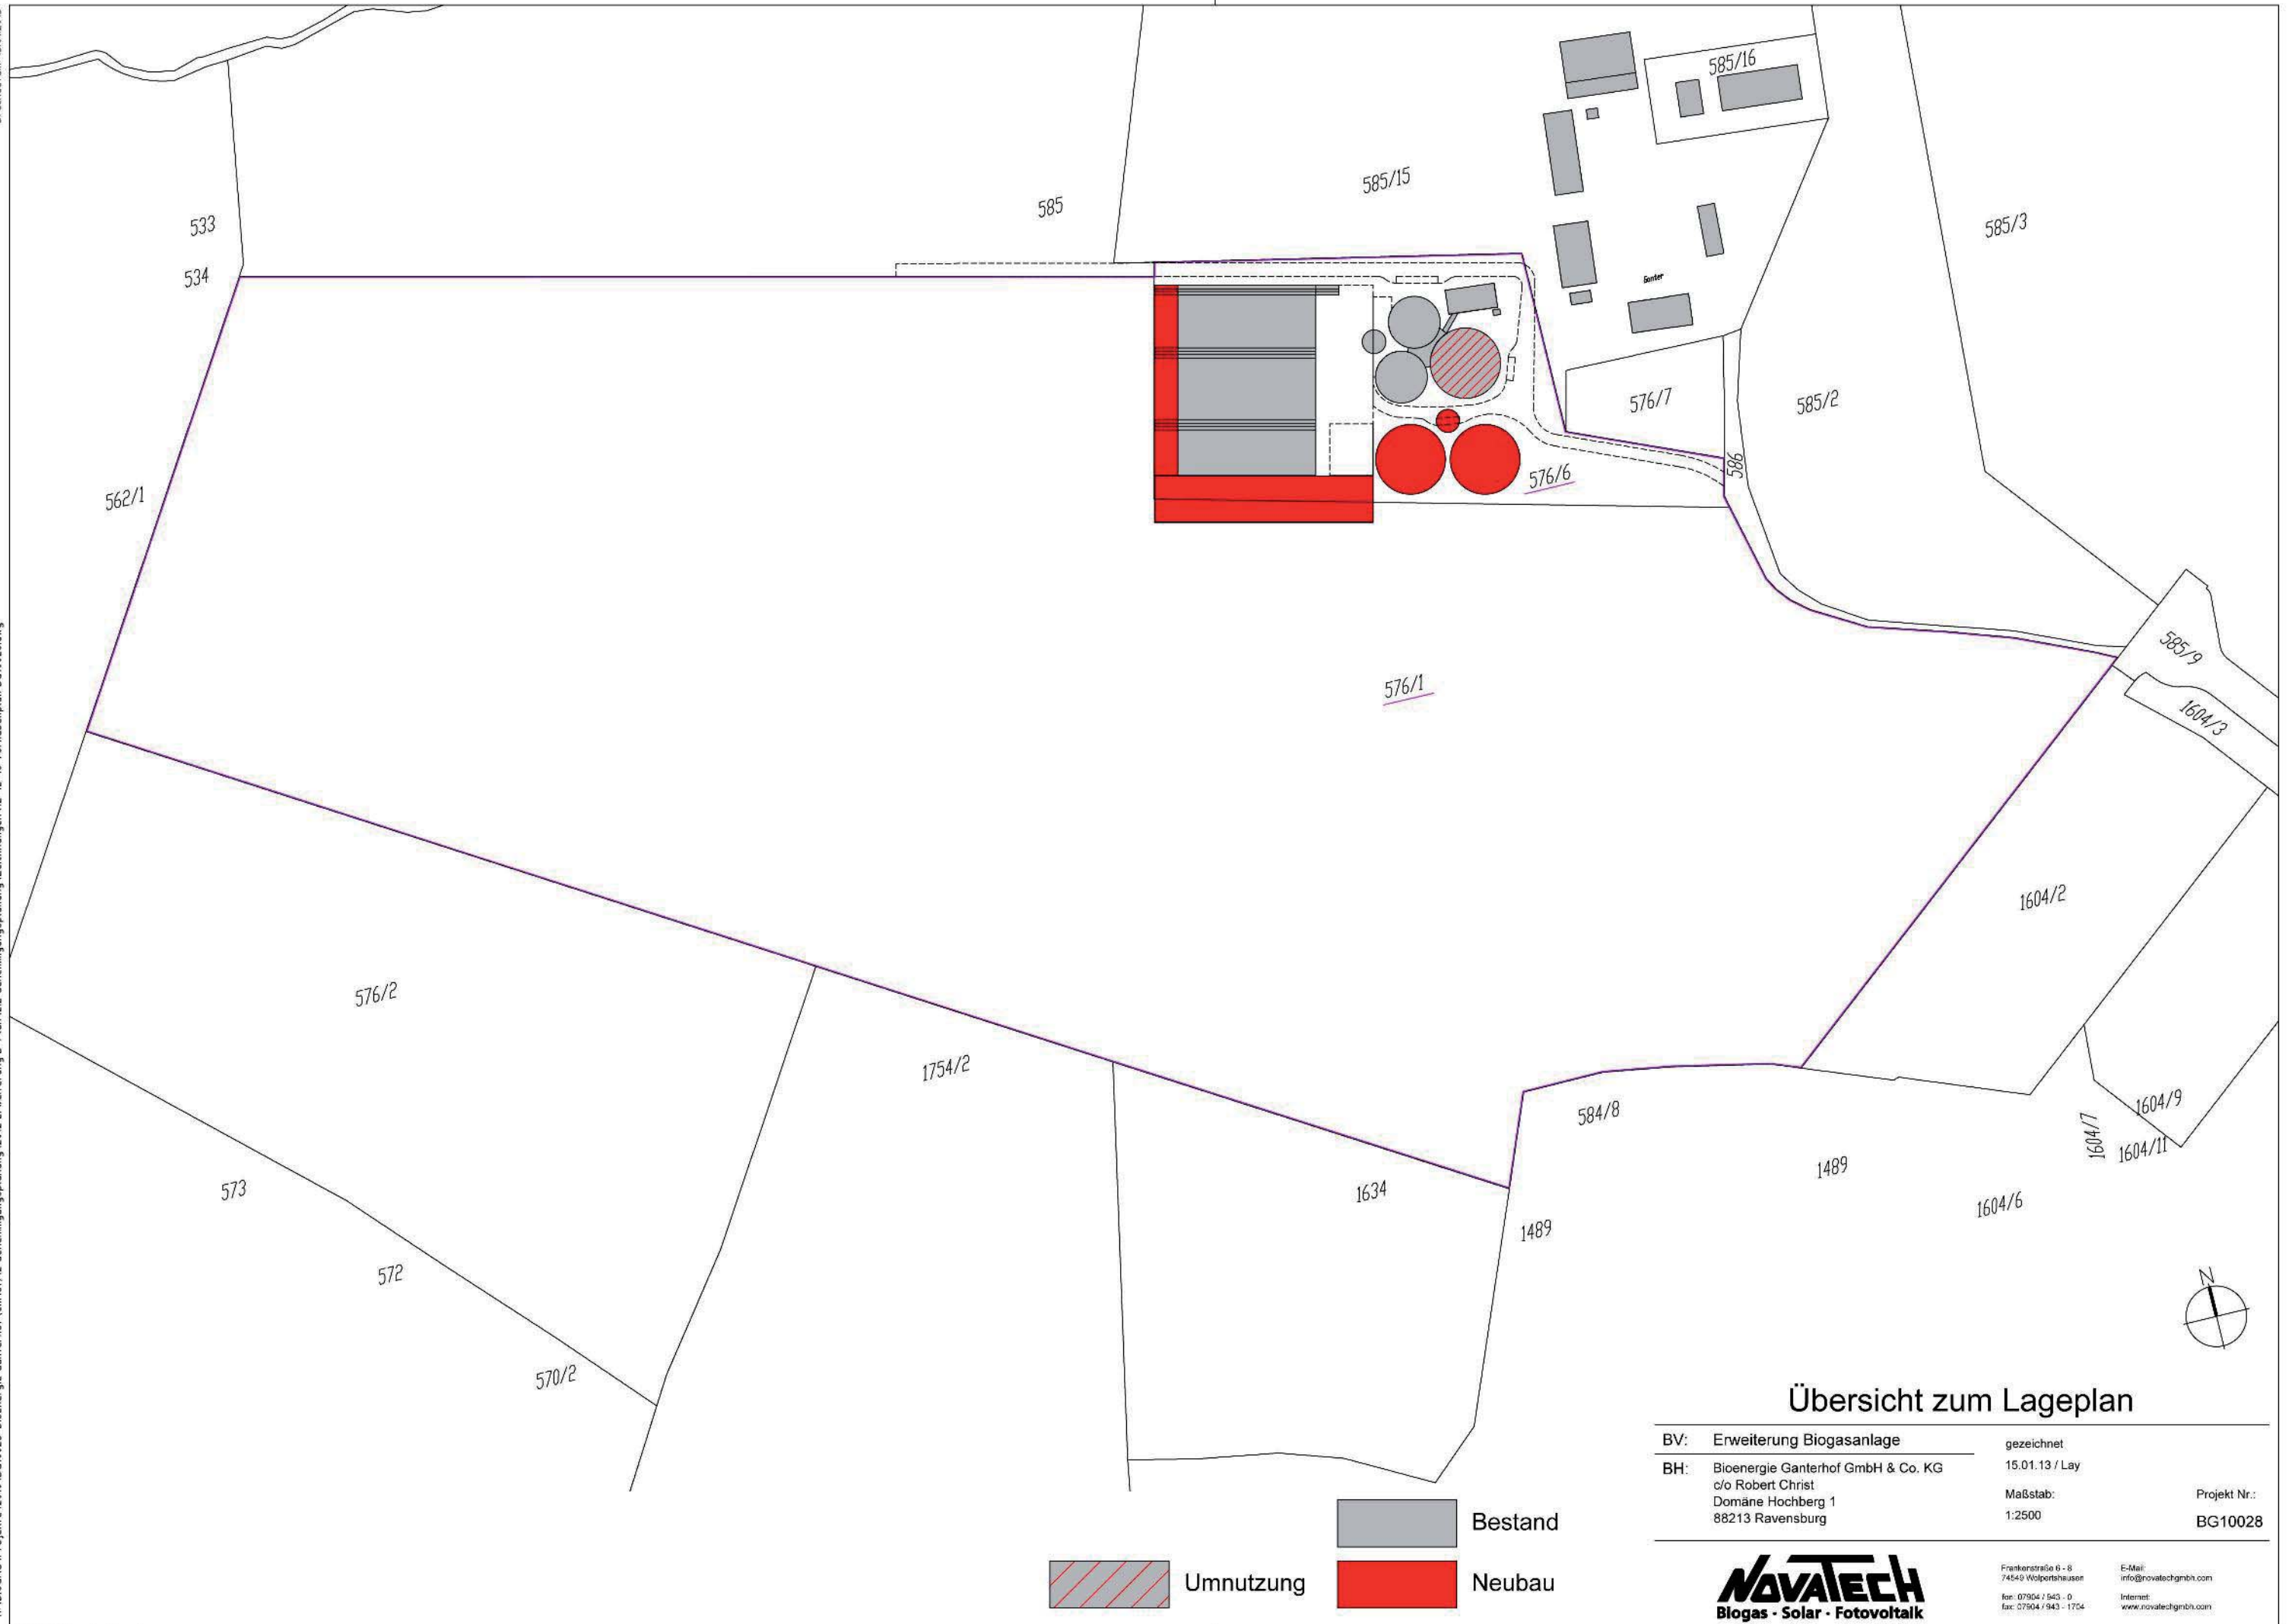 585/16
585/15
585
533
534
585/3
Ganter
576/7
585/2
586
576/6
562/1
576/1
585/9
1604/3
1604/2
576/2
1754/2
584/8
1604/9
1604/7
1604/11
1489
1634
1604/6
1489
573
572
570/2
N
Übersicht zum Lageplan
BV: Erweiterung Biogasanlage
gezeichnet
15.01.13 / Lay
BH: Bioenergie Ganterhof GmbH & Co. KG
c/o Robert Christ
Domäne Hochberg 1
88213 Ravensburg
Maßstab:
1:2500
Projekt Nr.:
BG10028
Bestand
Umnutzung
Neubau
NOVATECH
Biogas - Solar - Fotovoltaik
Frankenstraße 6 - 8
74549 Wolpertshausen
fon: 07904 / 943 - 0
fax: 07904 / 943 - 1704
E-Mail:
info@novatechgmbh.com
Internet:
www.novatechgmbh.com